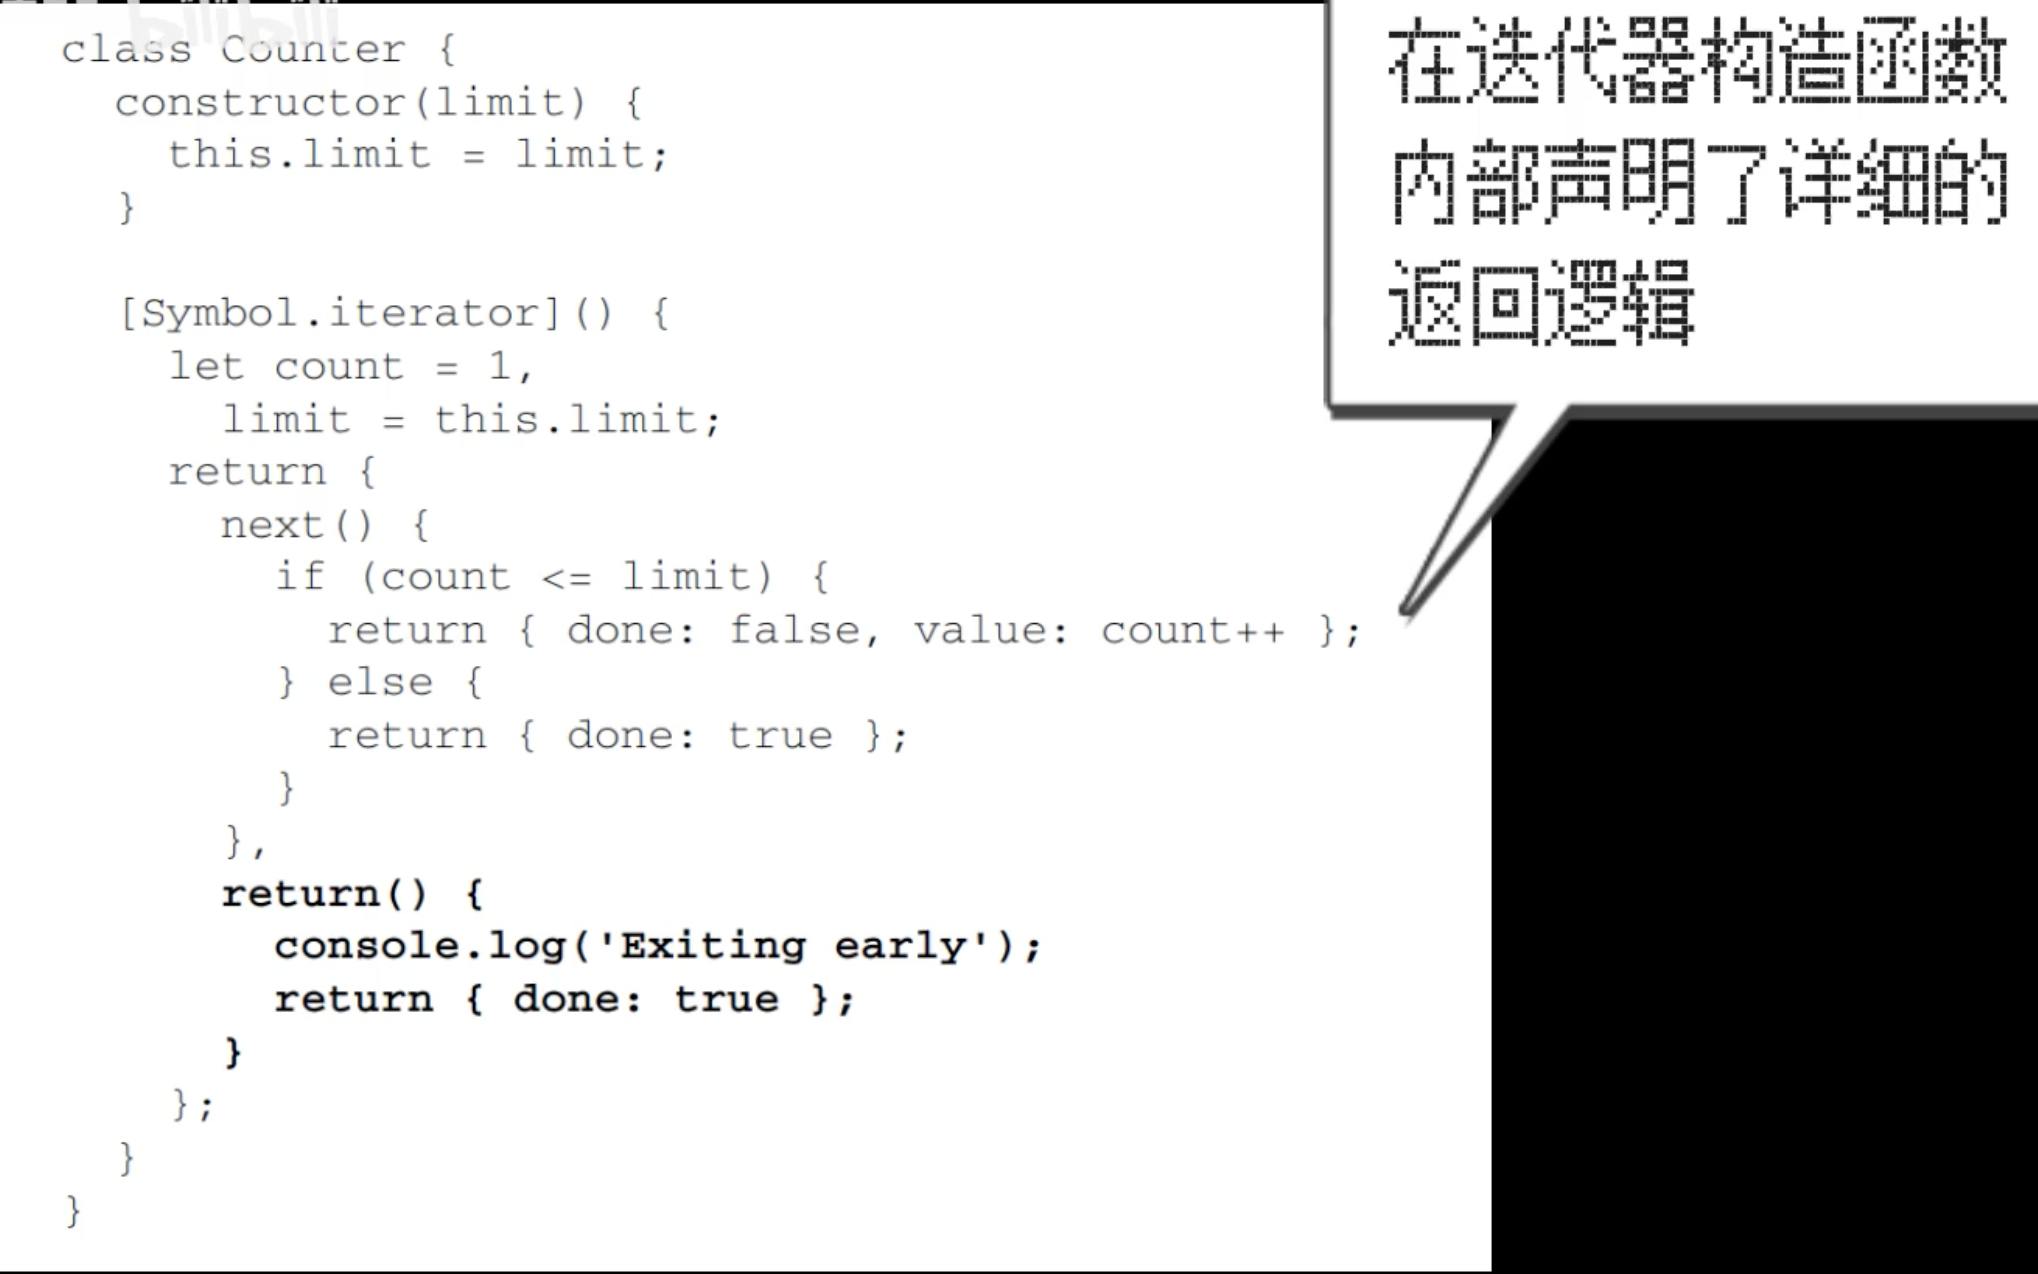 bilibili
class Counter {
constructor(limit) {
this.limit = limit;
}
[Symbol.iterator]() {
let count = 1,
limit = this.limit;
return {
next() {
if (count <= limit) {
return { done: false, value: count++ };
} else {
return { done: true };
}
},
return() {
console.log('Exiting early');
return { done: true };
}
};
}
}
在迭代器构造函数
内部声明了详细的
返回逻辑